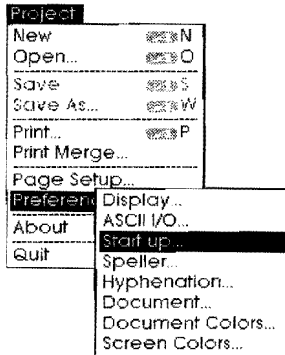 Project
New N
Open... O
Save S
Save As... W
Print... P
Print Merge...
Page Setup...
Preferenc
About
Quit
Display...
ASCII I/O...
Start up...
Speller...
Hyphenation...
Document...
Document Colors...
Screen Colors...